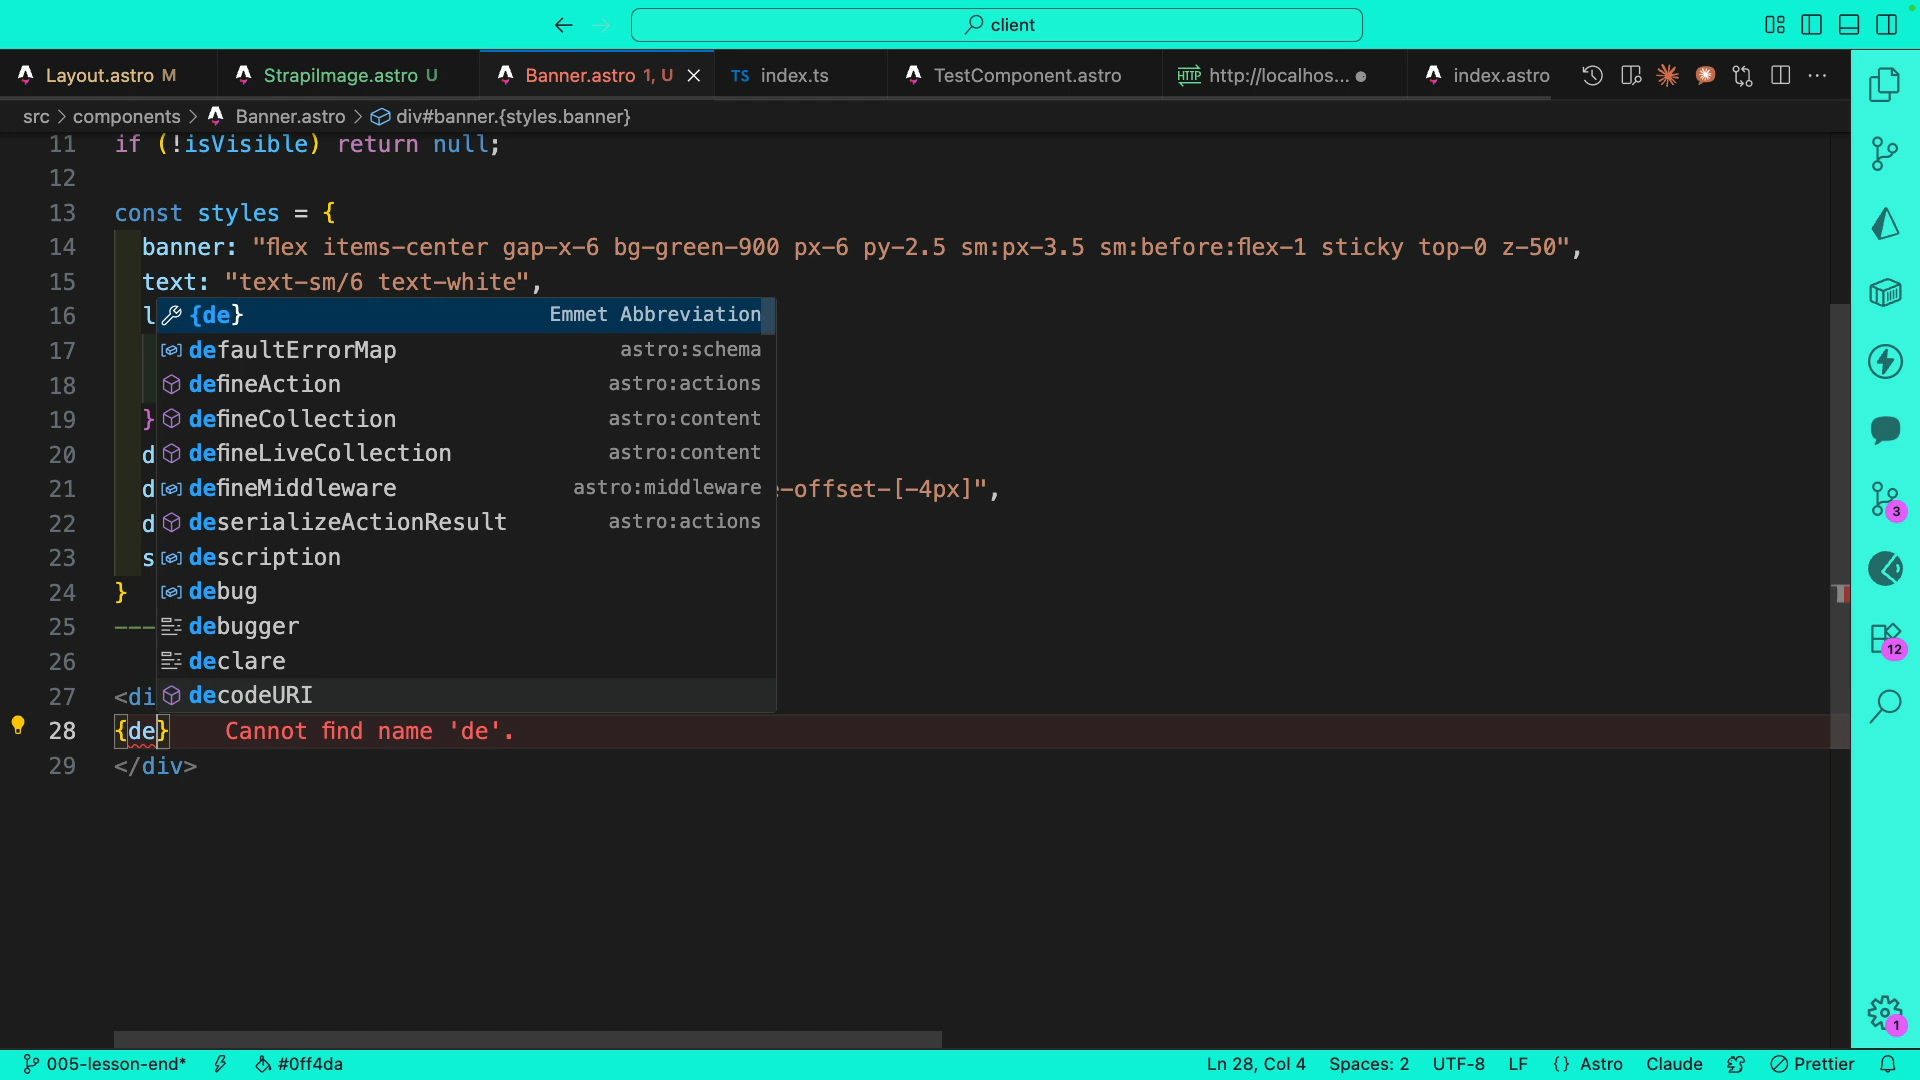 client
Layout.astro M
StrapiImage.astro U
Banner.astro 1, U
TS index.ts
TestComponent.astro
HTTP http://localhos...
index.astro
src > components > Banner.astro > div#banner.{styles.banner}
11 if (!isVisible) return null;
12
13 const styles = {
14 banner: "flex items-center gap-x-6 bg-green-900 px-6 py-2.5 sm:px-3.5 sm:before:flex-1 sticky top-0 z-50",
15 text: "text-sm/6 text-white",
16 l {de} Emmet Abbreviation
17 defaultErrorMap astro:schema
18 defineAction astro:actions
19 } defineCollection astro:content
20 d defineLiveCollection astro:content
21 d defineMiddleware astro:middleware -offset-[-4px]",
22 d deserializeActionResult astro:actions
23 s description
24 } debug
25 --- debugger
26 declare
27 <di decodeURI
28 {de} Cannot find name 'de'.
29 </div>
3
12
1
005-lesson-end* #0ff4da Ln 28, Col 4 Spaces: 2 UTF-8 LF {} Astro Claude Prettier